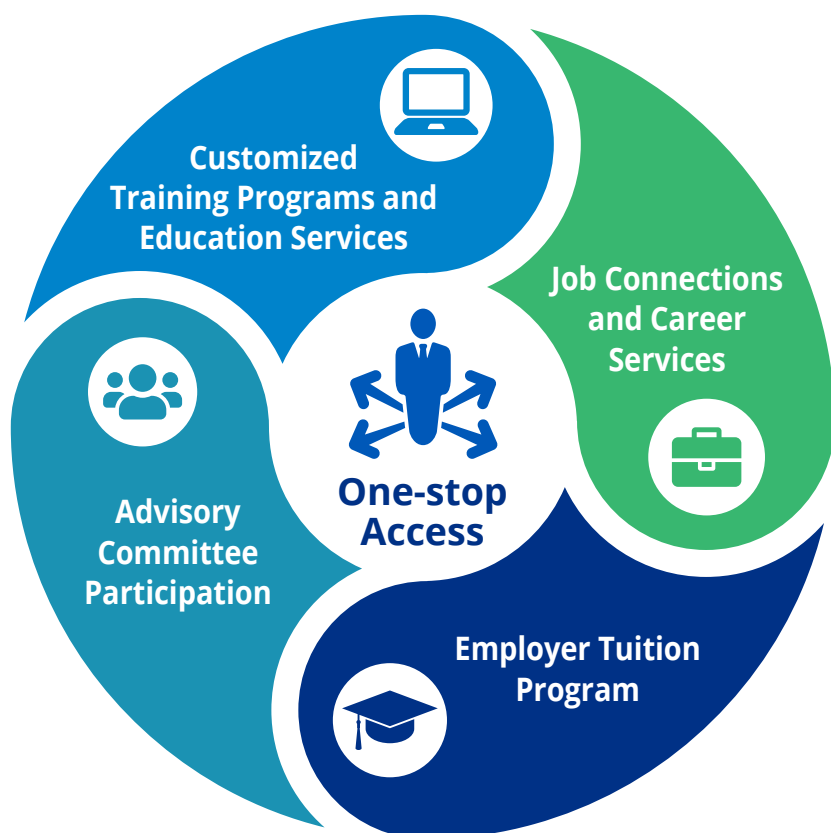 Customized
Training Programs and
Education Services
Job Connections
and Career
Services
One-stop
Access
Advisory
Committee
Participation
Employer Tuition
Program